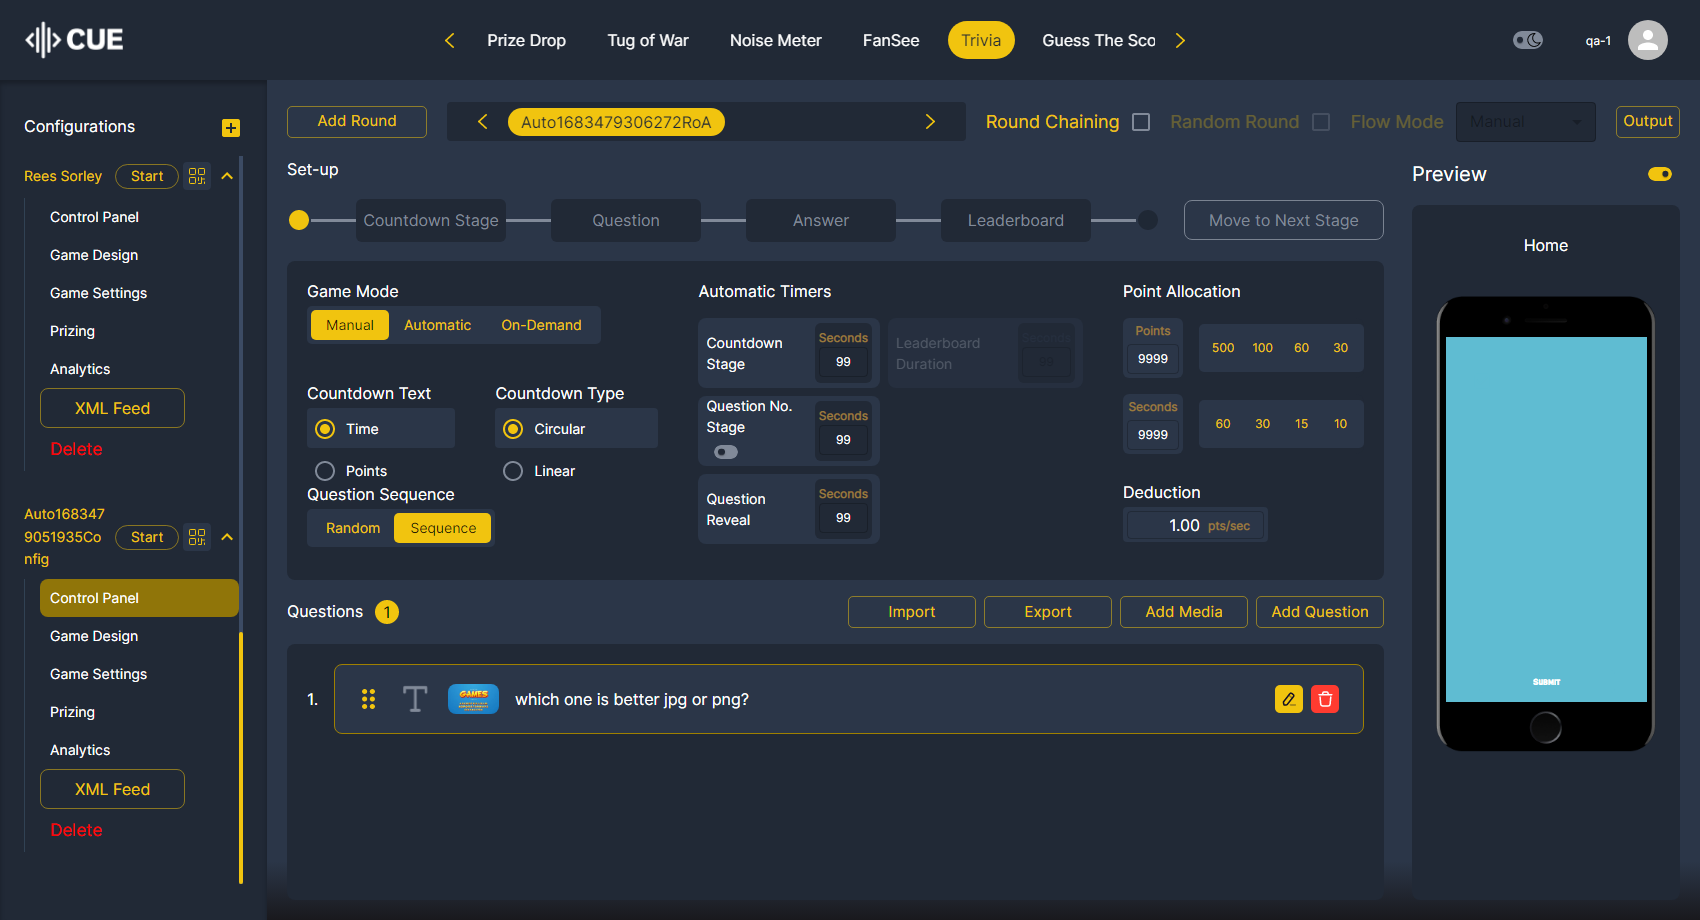 CUE
Prize Drop
Tug of War
Noise Meter
FanSee
Trivia
Guess The Sco
qa-1
Configurations
Rees Sorley
Start
Control Panel
Game Design
Game Settings
Prizing
Analytics
XML Feed
Delete
Auto168347
9051935Co
nfig
Start
Control Panel
Game Design
Game Settings
Prizing
Analytics
XML Feed
Delete
Add Round
Auto1683479306272RoA
Round Chaining
Random Round
Flow Mode
Manual
Output
Set-up
Countdown Stage
Question
Answer
Leaderboard
Move to Next Stage
Game Mode
Manual
Automatic
On-Demand
Countdown Text
Time
Points
Countdown Type
Circular
Linear
Question Sequence
Random
Sequence
Automatic Timers
Countdown
Stage
Seconds
99
Leaderboard
Duration
Seconds
99
Question No.
Stage
Seconds
99
Question
Reveal
Seconds
99
Point Allocation
Points
9999
500 100 60 30
Seconds
9999
60 30 15 10
Deduction
1.00 pts/sec
Questions 1
Import
Export
Add Media
Add Question
1.
T
GAMES
which one is better jpg or png?
Preview
Home
SUBMIT